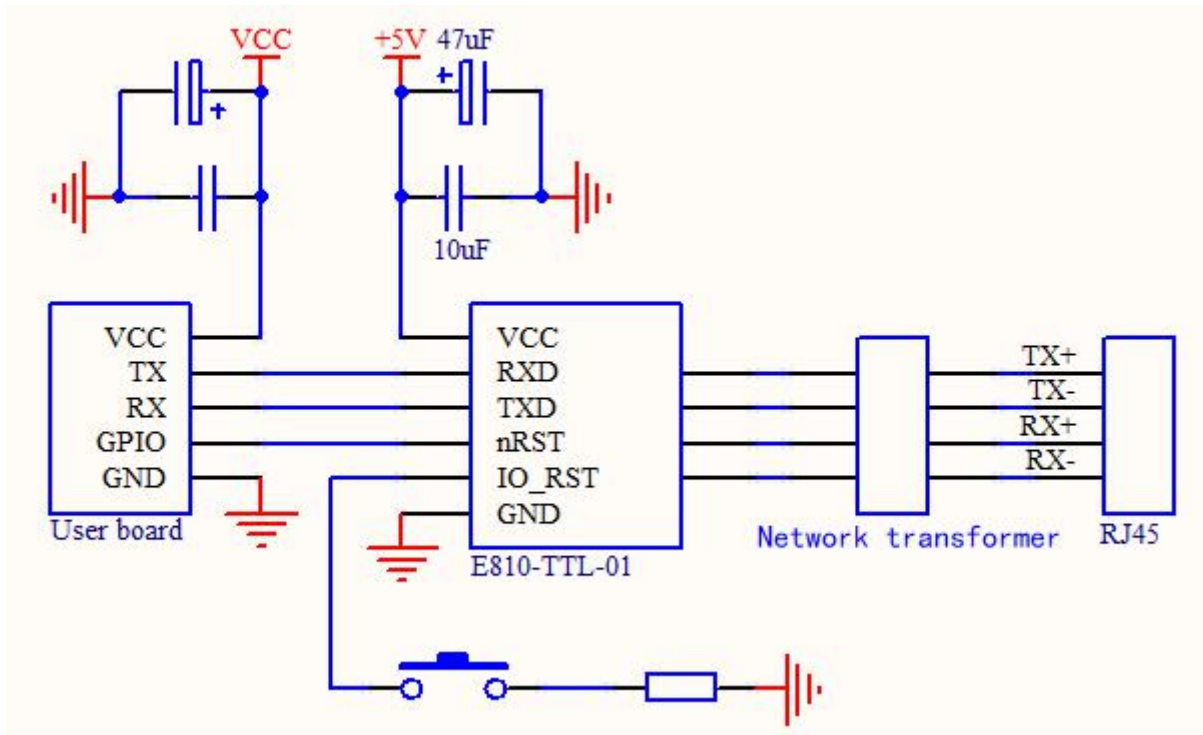 VCC
+5V 47uF
+
+
10uF
VCC
TX
RX
GPIO
GND
User board
VCC
RXD
TXD
nRST
IO_RST
GND
E810-TTL-01
Network transformer
TX+
TX-
RX+
RX-
RJ45